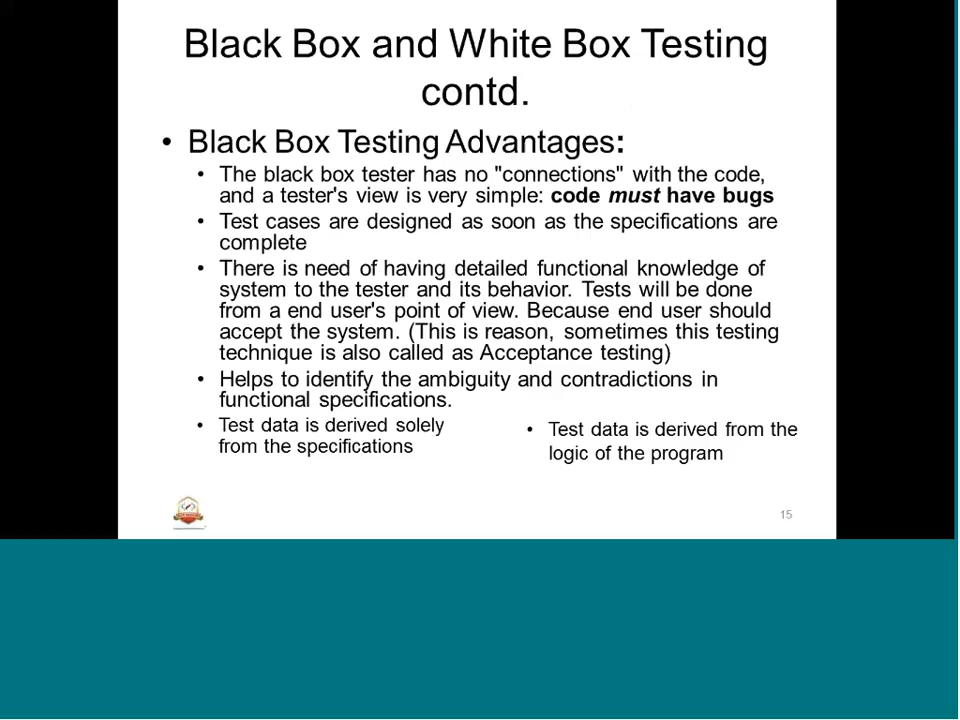 Black Box and White Box Testing
contd.
• Black Box Testing Advantages:
• The black box tester has no "connections" with the code,
and a tester's view is very simple: code must have bugs
• Test cases are designed as soon as the specifications are
complete
• There is need of having detailed functional knowledge of
system to the tester and its behavior. Tests will be done
from a end user's point of view. Because end user should
accept the system. (This is reason, sometimes this testing
technique is also called as Acceptance testing)
• Helps to identify the ambiguity and contradictions in
functional specifications.
• Test data is derived solely
from the specifications
• Test data is derived from the
logic of the program
15